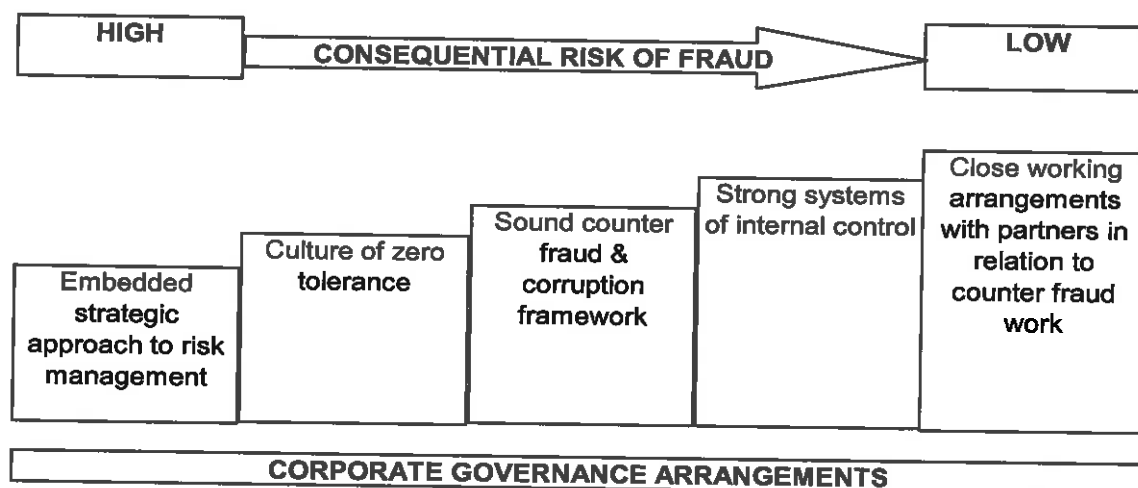 HIGH
CONSEQUENTIAL RISK OF FRAUD
LOW
Embedded
strategic
approach to risk
management
Culture of zero
tolerance
Sound counter
fraud &
corruption
framework
Strong systems
of internal control
Close working
arrangements
with partners in
relation to
counter fraud
work
CORPORATE GOVERNANCE ARRANGEMENTS